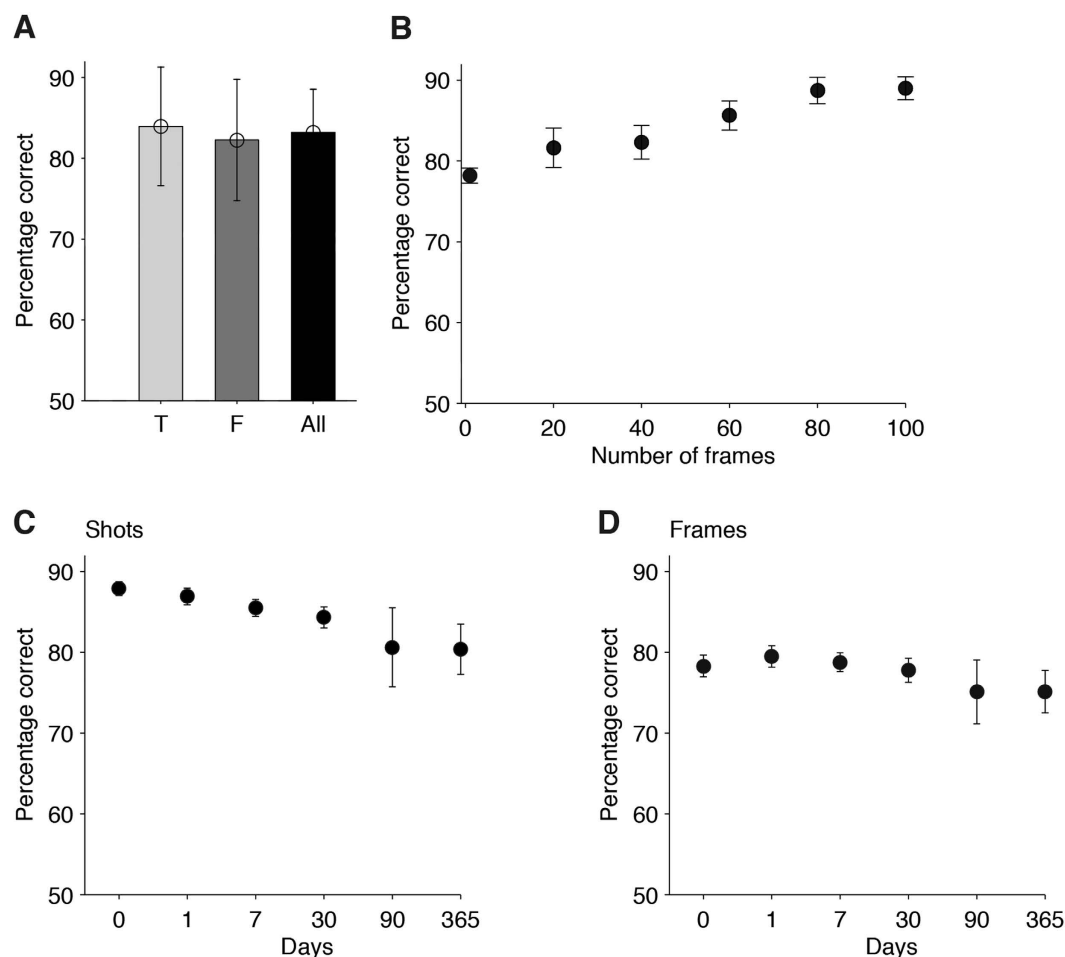 A
Percentage correct
90
80
70
60
50
T F All
B
Percentage correct
90
80
70
60
50
0 20 40 60 80 100
Number of frames
C Shots
Percentage correct
90
80
70
60
50
0 1 7 30 90 365
Days
D Frames
Percentage correct
90
80
70
60
50
0 1 7 30 90 365
Days